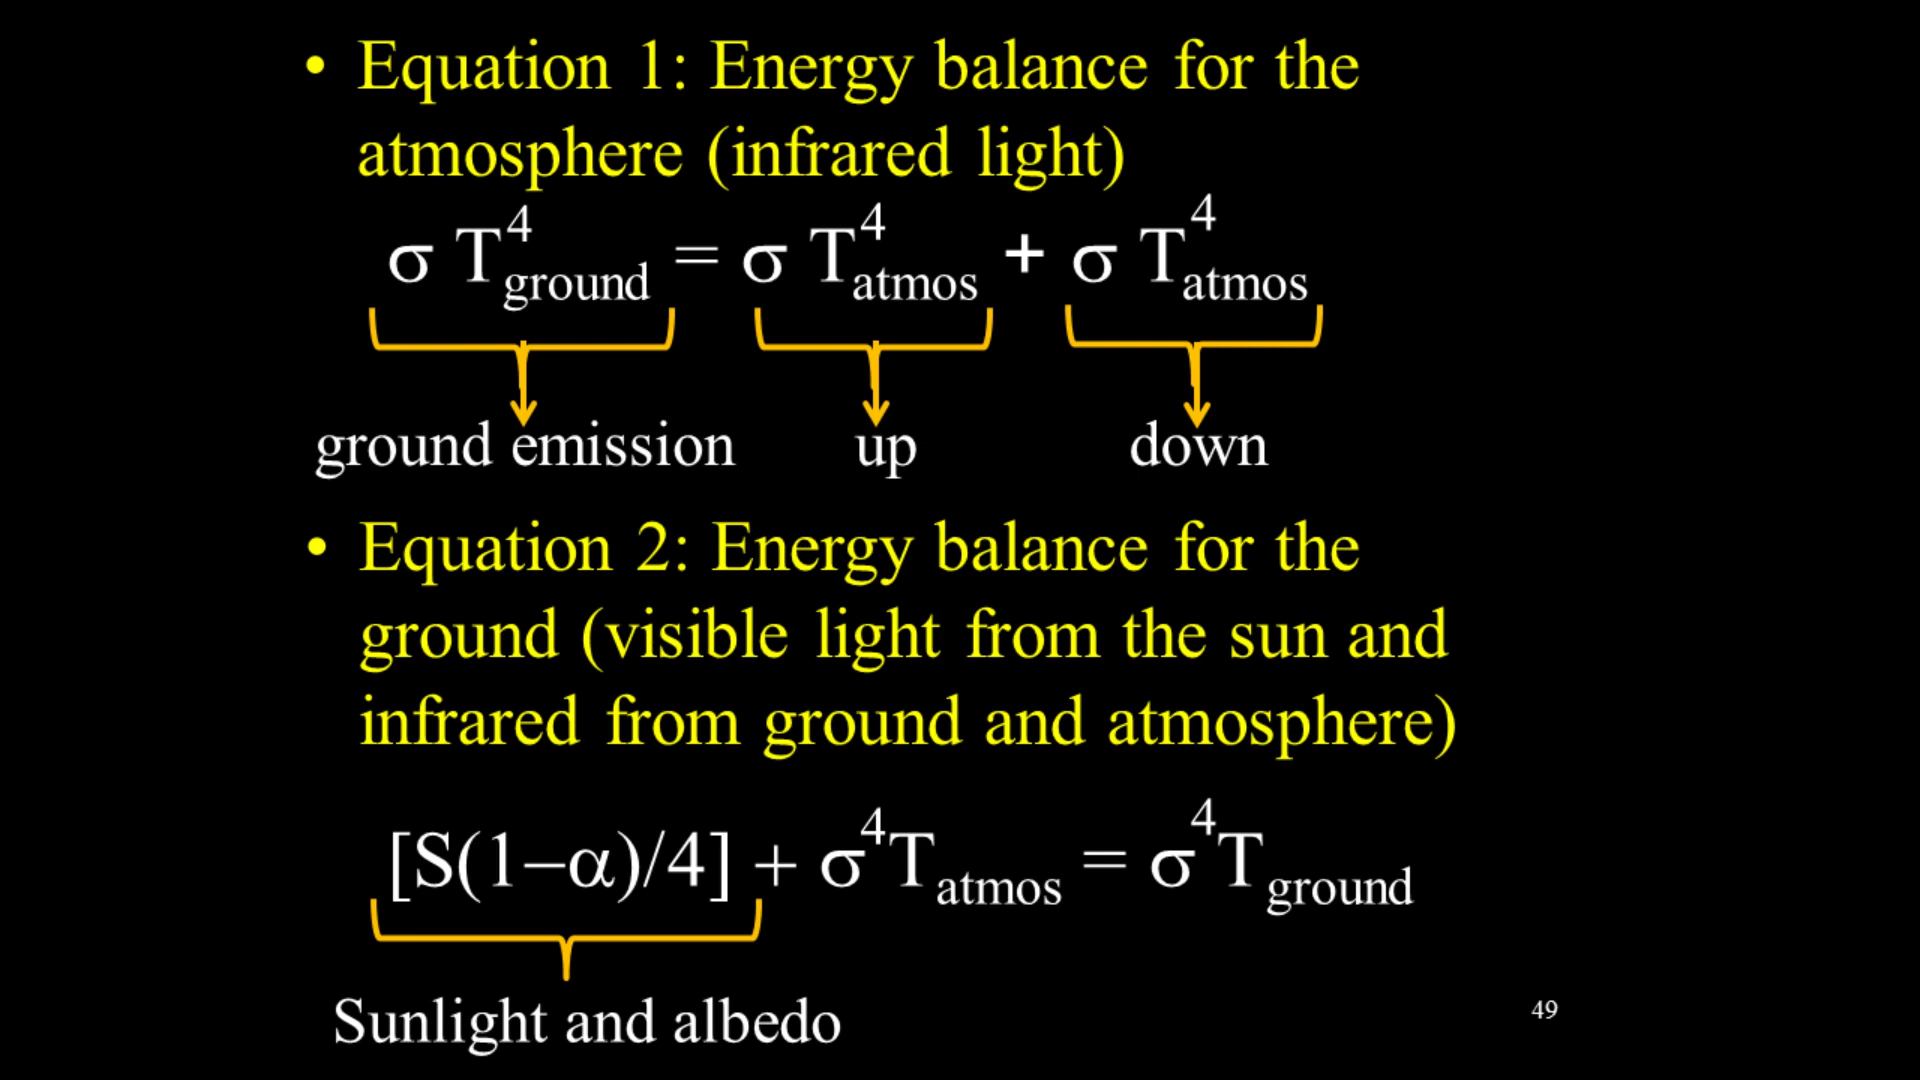 • Equation 1: Energy balance for the
atmosphere (infrared light)
σ T⁴ground = σ T⁴atmos + σ T⁴atmos
ground emission up down
• Equation 2: Energy balance for the
ground (visible light from the sun and
infrared from ground and atmosphere)
[S(1−α)/4] + σ⁴Tatmos = σ⁴Tground
Sunlight and albedo
49